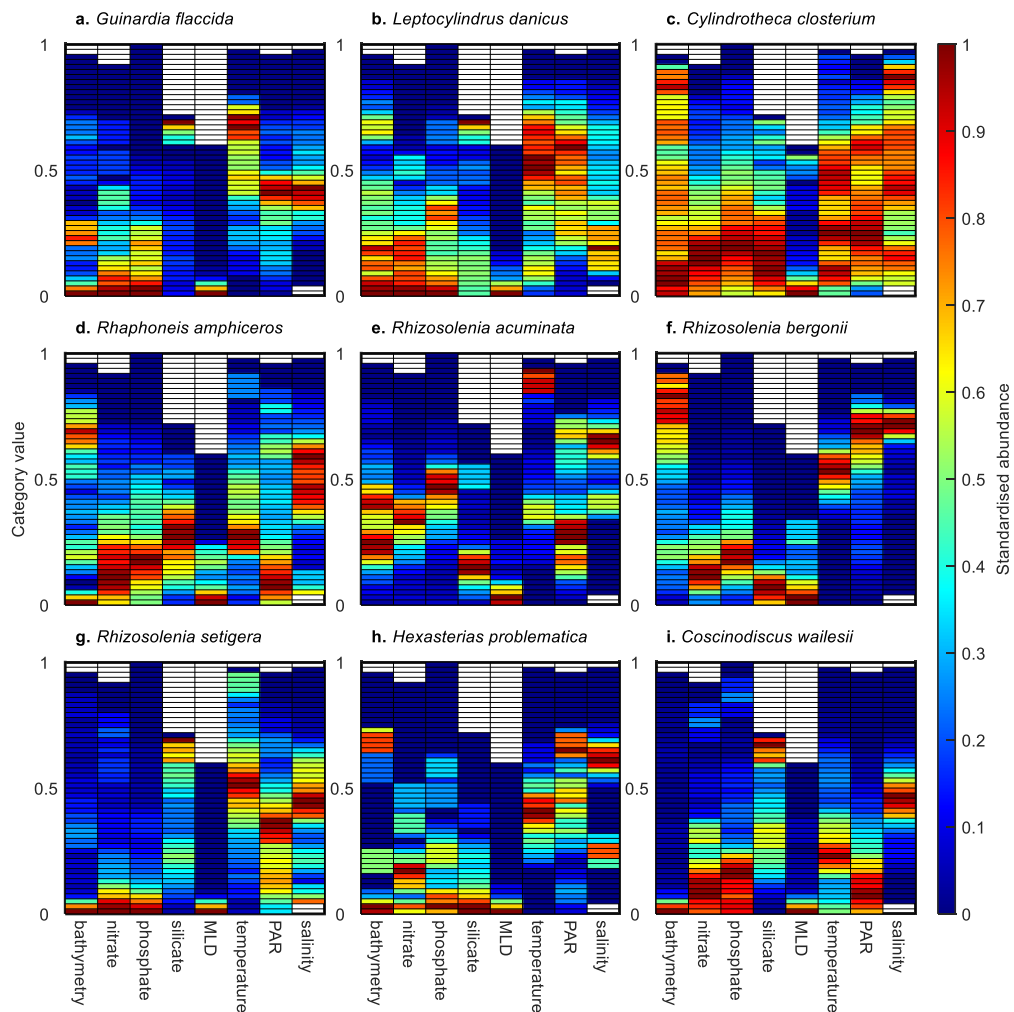 a. Guinardia flaccida
b. Leptocylindrus danicus
c. Cylindrotheca closterium
1
0.5
0
1
0.5
0
1
0.5
0
d. Rhaphoneis amphiceros
e. Rhizosolenia acuminata
f. Rhizosolenia bergonii
1
0.5
0
1
0.5
0
1
0.5
0
Category value
g. Rhizosolenia setigera
h. Hexasterias problematica
i. Coscinodiscus wailesii
1
0.5
0
1
0.5
0
1
0.5
0
bathymetry
nitrate
phosphate
silicate
MLD
temperature
PAR
salinity
bathymetry
nitrate
phosphate
silicate
MLD
temperature
PAR
salinity
bathymetry
nitrate
phosphate
silicate
MLD
temperature
PAR
salinity
1
0.9
0.8
0.7
0.6
0.5
0.4
0.3
0.2
0.1
0
Standardised abundance